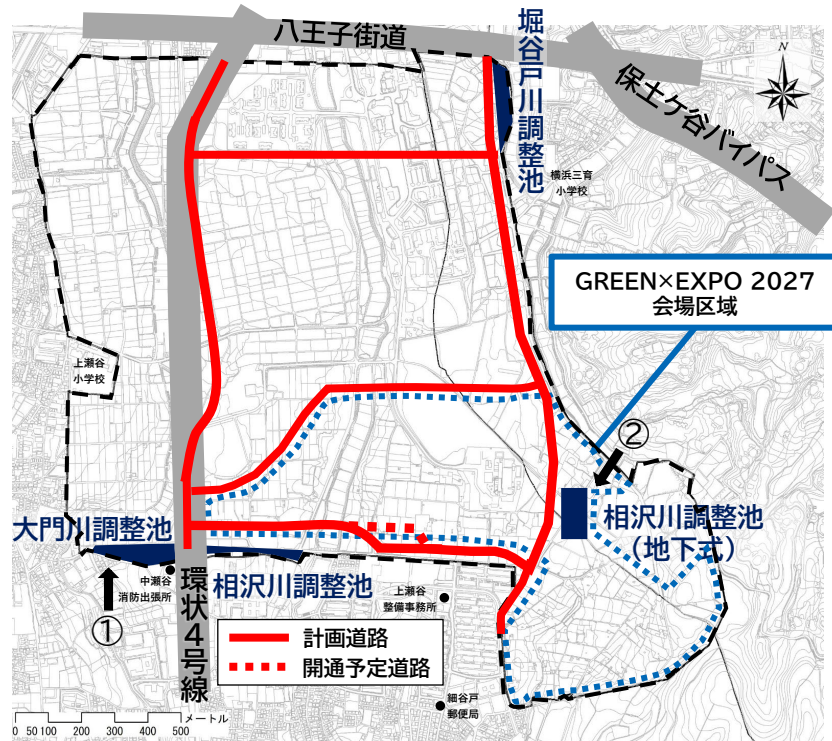 八王子街道
堀谷戸川調整池
N
保土ケ谷バイパス
横浜三育
小学校
GREEN×EXPO 2027
会場区域
上瀬谷
小学校
②
大門川調整池
相沢川調整池
(地下式)
中瀬谷
消防出張所
相沢川調整池
上瀬谷
整備事務所
①
環状4号線
計画道路
開通予定道路
細谷戸
郵便局
0 50 100 200 300 400 500 メートル